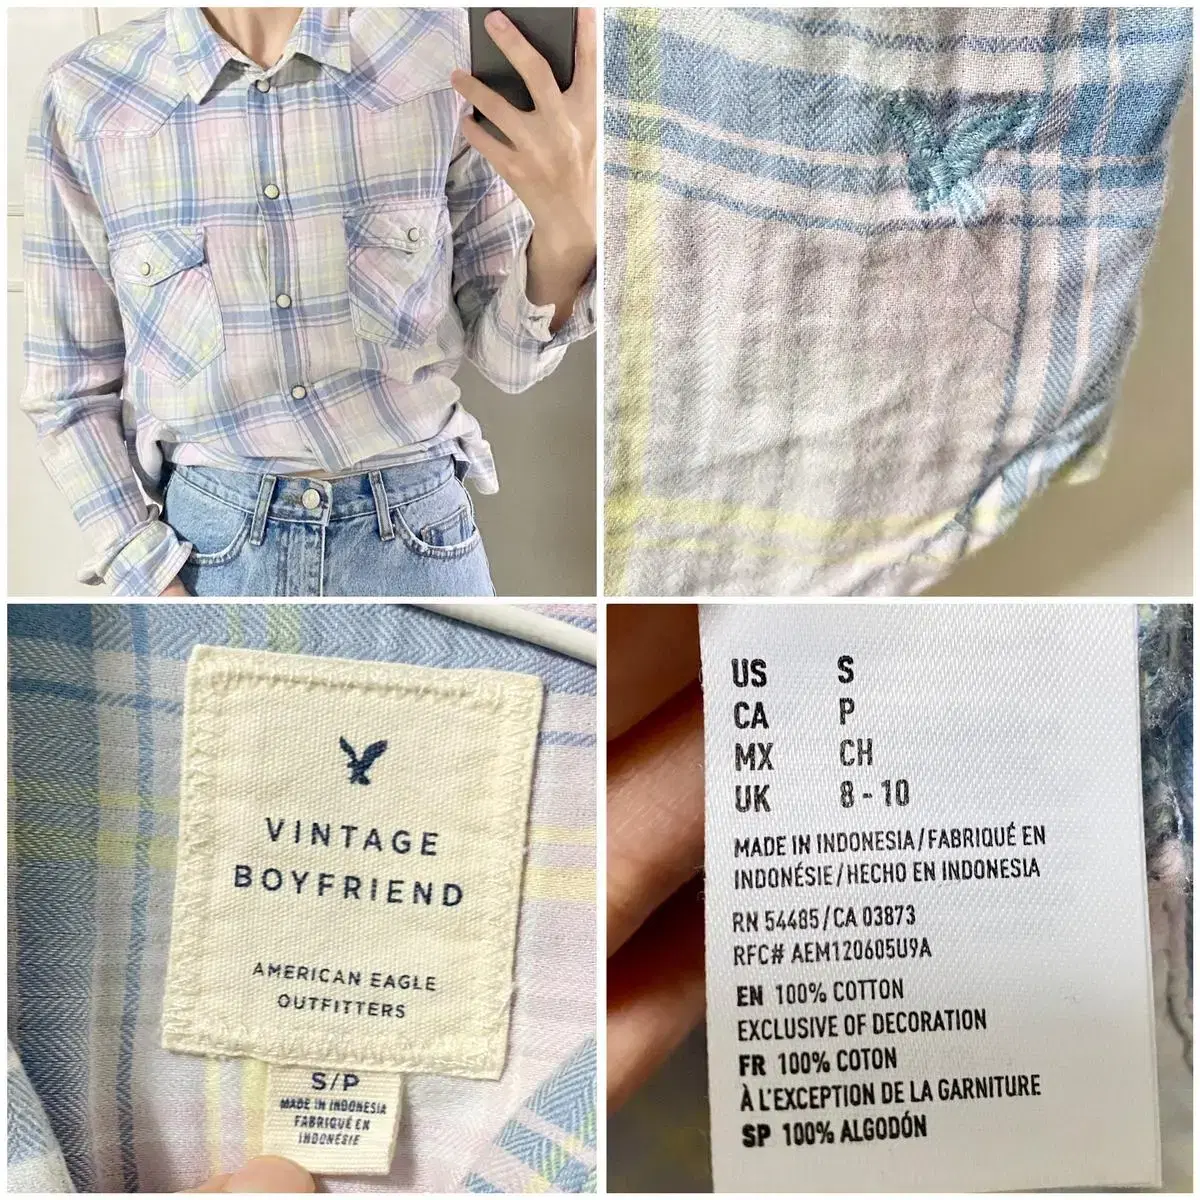 VINTAGE
BOYFRIEND
AMERICAN EAGLE
OUTFITTERS
S/P
MADE IN INDONESIA
FABRIQUÉ EN
INDONÉSIE
US S
CA P
MX CH
UK 8 - 10
MADE IN INDONESIA/FABRIQUÉ EN
INDONÉSIE/HECHO EN INDONESIA
RN 54485/CA 03873
RFC# AEM120605U9A
EN 100% COTTON
EXCLUSIVE OF DECORATION
FR 100% COTON
À L'EXCEPTION DE LA GARNITURE
SP 100% ALGODÓN